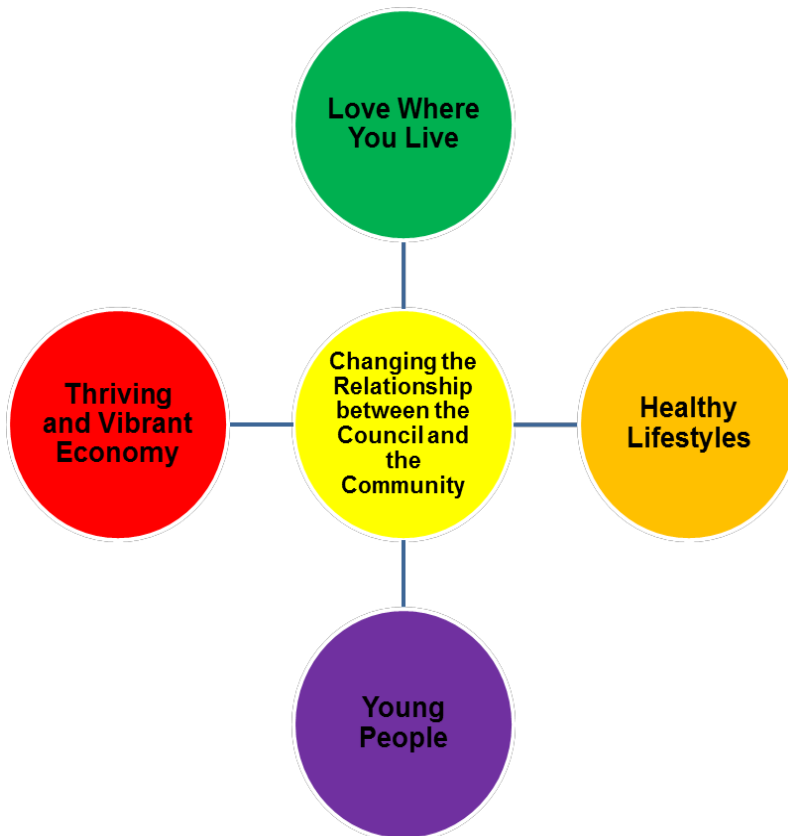 Love Where
You Live
Thriving
and Vibrant
Economy
Changing the
Relationship
between the
Council and
the
Community
Healthy
Lifestyles
Young
People